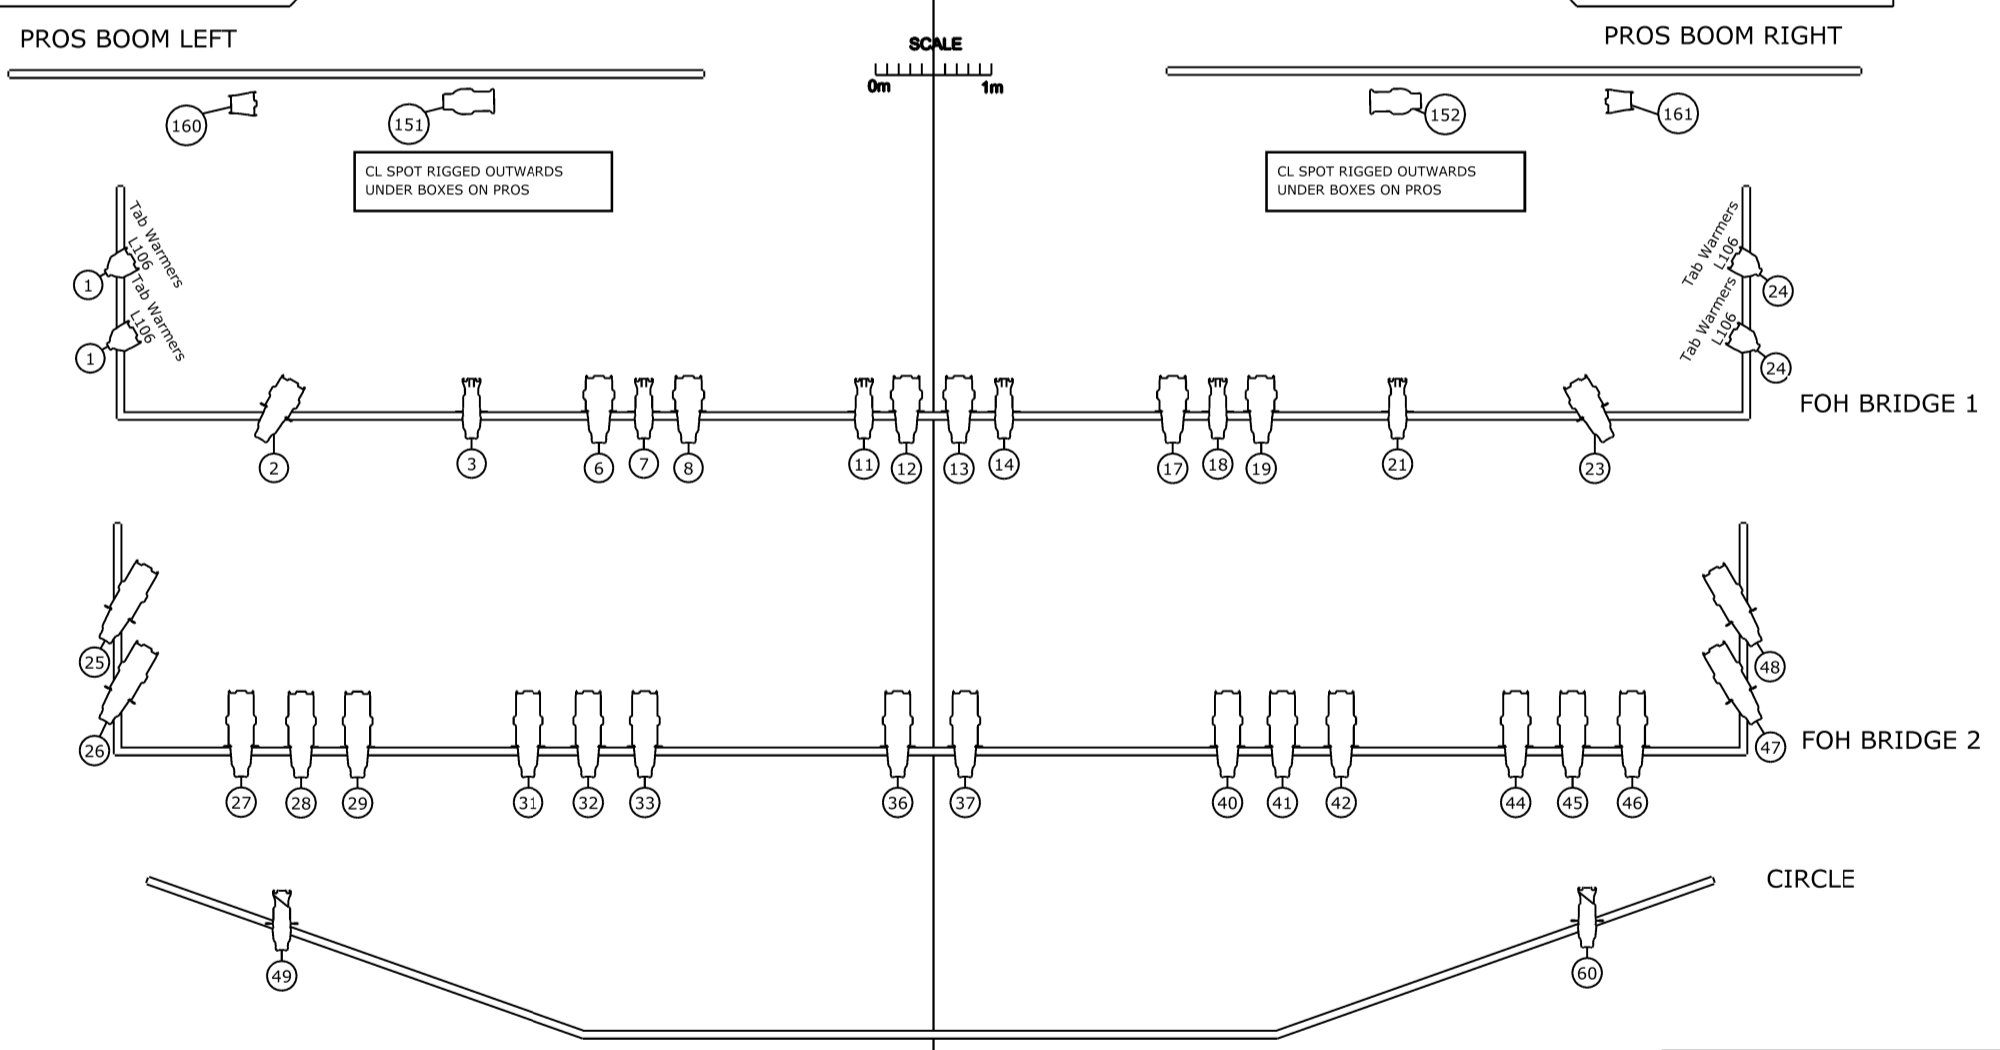 PROS BOOM LEFT
SCALE
0m 1m
PROS BOOM RIGHT
160 151 152 161
CL SPOT RIGGED OUTWARDS
UNDER BOXES ON PROS
CL SPOT RIGGED OUTWARDS
UNDER BOXES ON PROS
Tab Warmers
L106
1
Tab Warmers
L106
1
Tab Warmers
L106
24
Tab Warmers
L106
24
FOH BRIDGE 1
2 3 6 7 8 11 12 13 14 17 18 19 21 23
25 48
26 47
FOH BRIDGE 2
27 28 29 31 32 33 36 37 40 41 42 44 45 46
CIRCLE
49 60